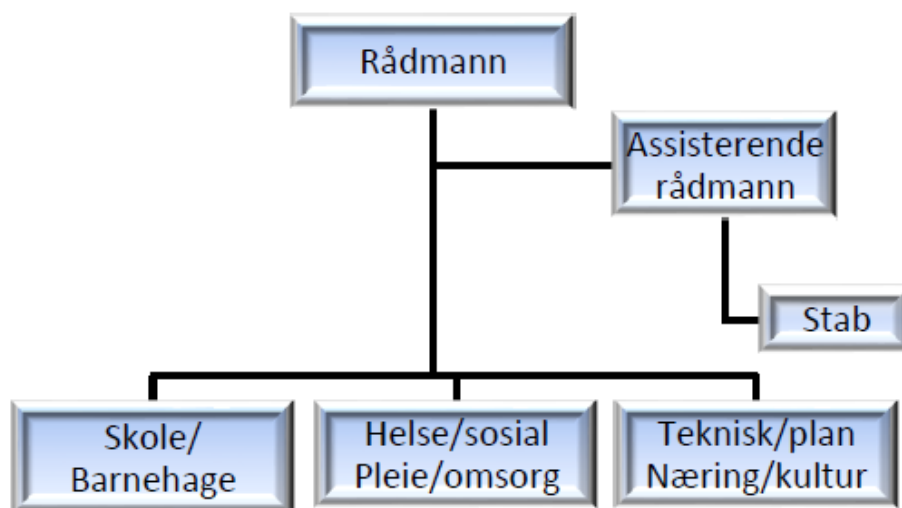 Rådmann
Assisterende
rådmann
Stab
Skole/
Barnehage
Helse/sosial
Pleie/omsorg
Teknisk/plan
Næring/kultur